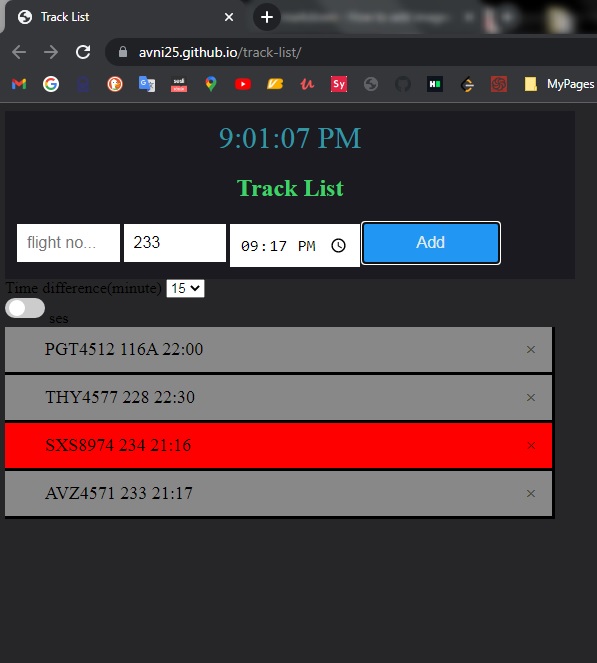 Track List
avni25.github.io/track-list/
Sy
MyPages
9:01:07 PM
Track List
flight no... 233 09:17 PM Add
Time difference(minute) 15
ses
PGT4512 116A 22:00 ×
THY4577 228 22:30 ×
SXS8974 234 21:16 ×
AVZ4571 233 21:17 ×